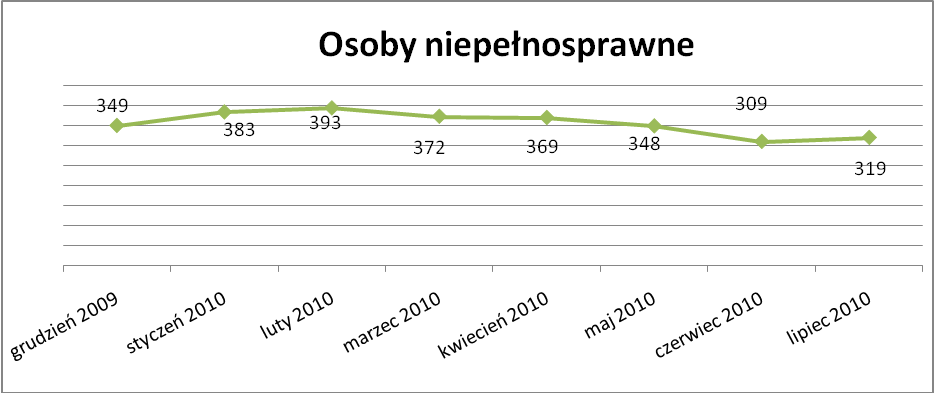 Osoby niepełnosprawne
349
383
393
372
369
348
309
319
grudzień 2009
styczeń 2010
luty 2010
marzec 2010
kwiecień 2010
maj 2010
czerwiec 2010
lipiec 2010